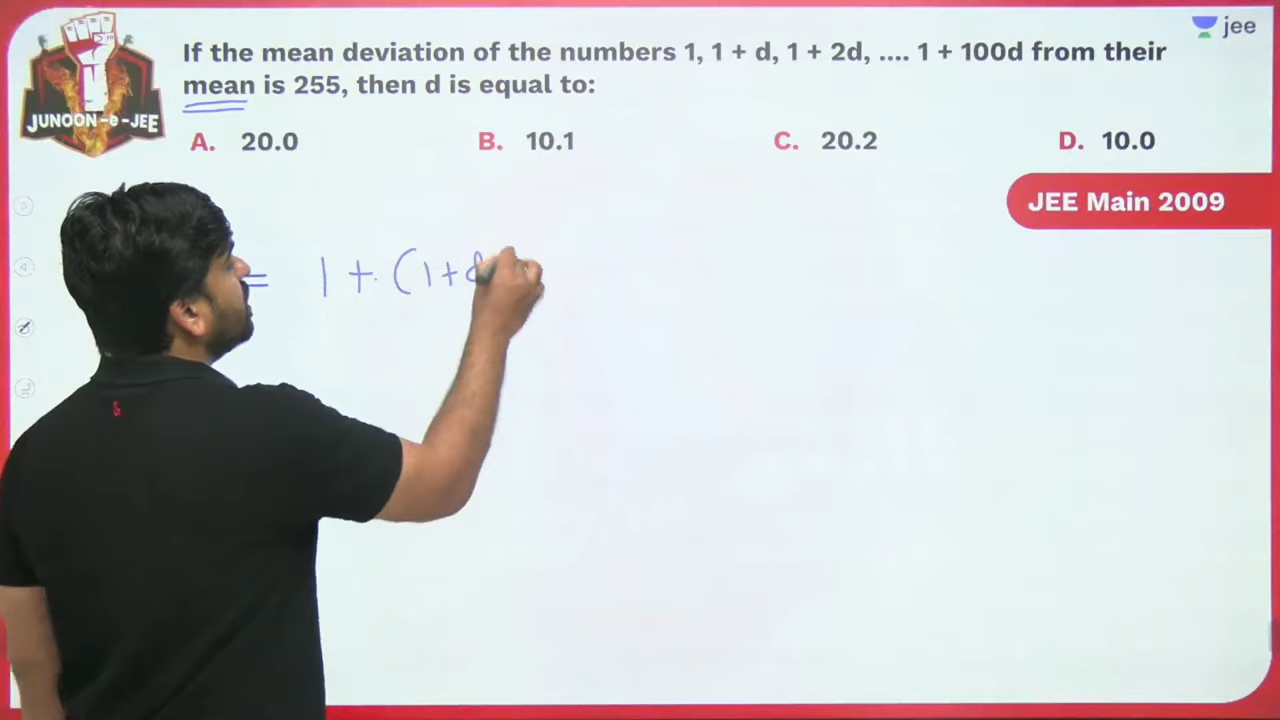 jee
JUNOON-e-JEE
If the mean deviation of the numbers 1, 1 + d, 1 + 2d, .... 1 + 100d from their
mean is 255, then d is equal to:
A. 20.0 B. 10.1 C. 20.2 D. 10.0
JEE Main 2009
= 1 + (1+d